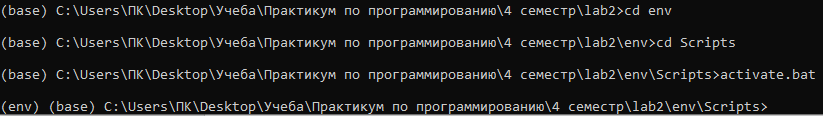 (base) C:\Users\ПК\Desktop\Учеба\Практикум по программированию\4 семестр\lab2>cd env
(base) C:\Users\ПК\Desktop\Учеба\Практикум по программированию\4 семестр\lab2\env>cd Scripts
(base) C:\Users\ПК\Desktop\Учеба\Практикум по программированию\4 семестр\lab2\env\Scripts>activate.bat
(env) (base) C:\Users\ПК\Desktop\Учеба\Практикум по программированию\4 семестр\lab2\env\Scripts>